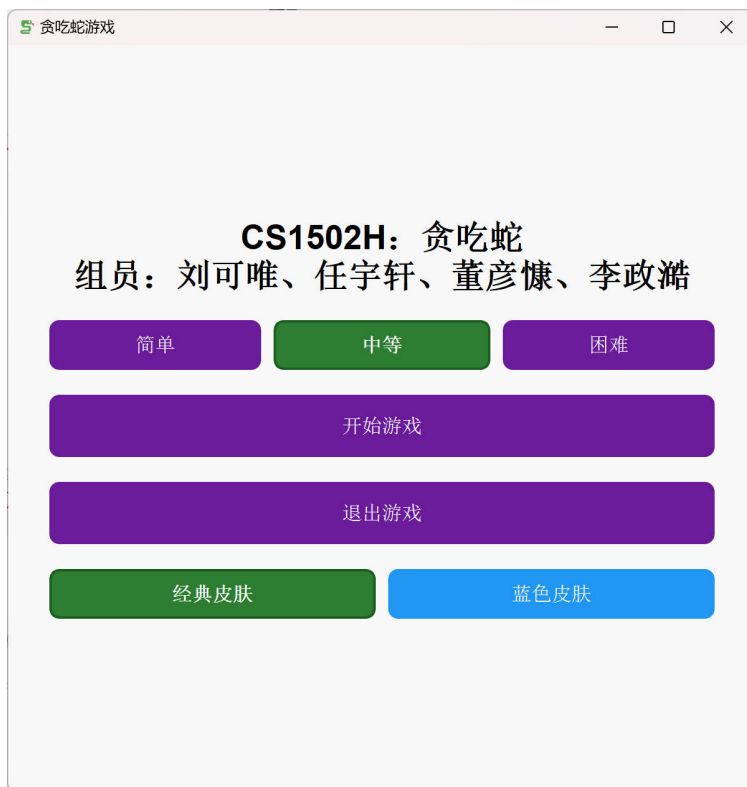 贪吃蛇游戏
CS1502H：贪吃蛇
组员：刘可唯、任宇轩、董彦慷、李政澔
简单 中等 困难
开始游戏
退出游戏
经典皮肤 蓝色皮肤